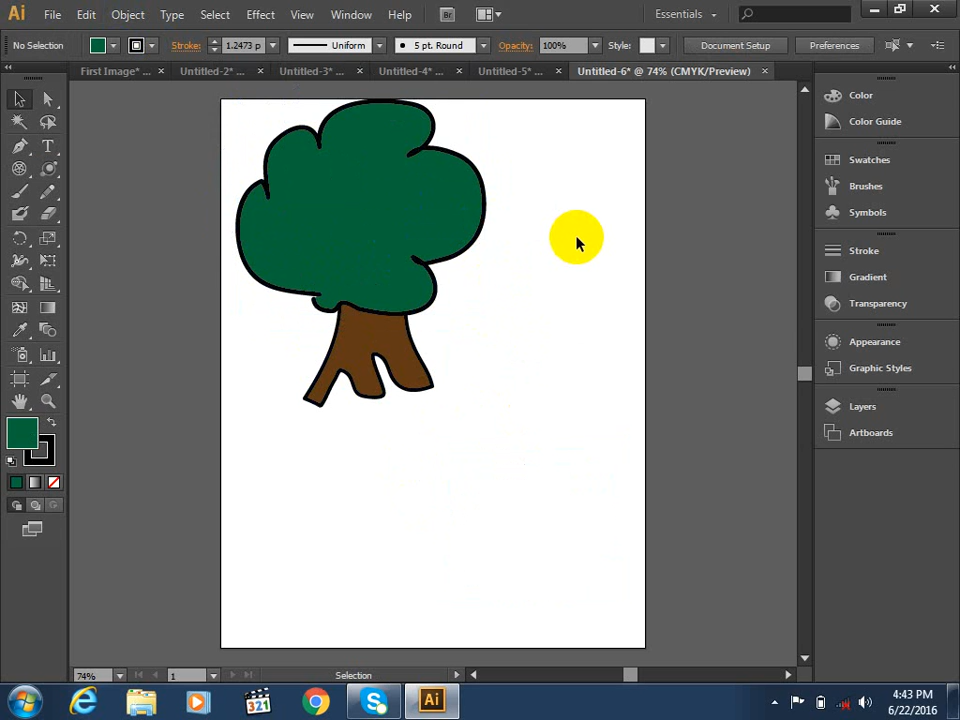 Ai File Edit Object Type Select Effect View Window Help Br Essentials
No Selection Stroke: 1.2473 p Uniform 5 pt. Round Opacity: 100% Style: Document Setup Preferences
First Image* ... Untitled-2* ... Untitled-3* ... Untitled-4* ... Untitled-5* ... Untitled-6* @ 74% (CMYK/Preview)
Color
Color Guide
Swatches
Brushes
Symbols
Stroke
Gradient
Transparency
Appearance
Graphic Styles
Layers
Artboards
74% 1 Selection
321 Ai 4:43 PM
6/22/2016